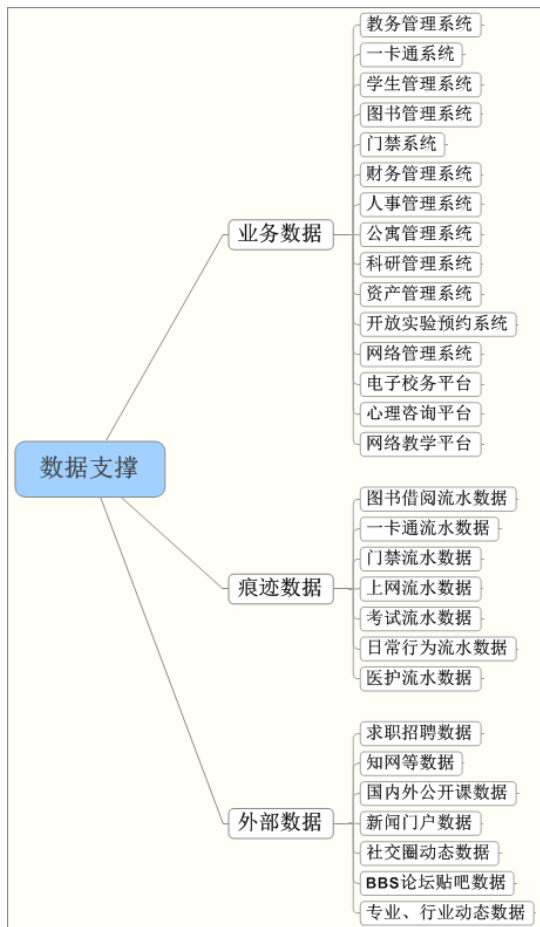 数据支撑
业务数据
教务管理系统
一卡通系统
学生管理系统
图书管理系统
门禁系统
财务管理系统
人事管理系统
公寓管理系统
科研管理系统
资产管理系统
开放实验预约系统
网络管理系统
电子校务平台
心理咨询平台
网络教学平台
痕迹数据
图书借阅流水数据
一卡通流水数据
门禁流水数据
上网流水数据
考试流水数据
日常行为流水数据
医护流水数据
外部数据
求职招聘数据
知网等数据
国内外公开课数据
新闻门户数据
社交圈动态数据
BBS论坛贴吧数据
专业、行业动态数据